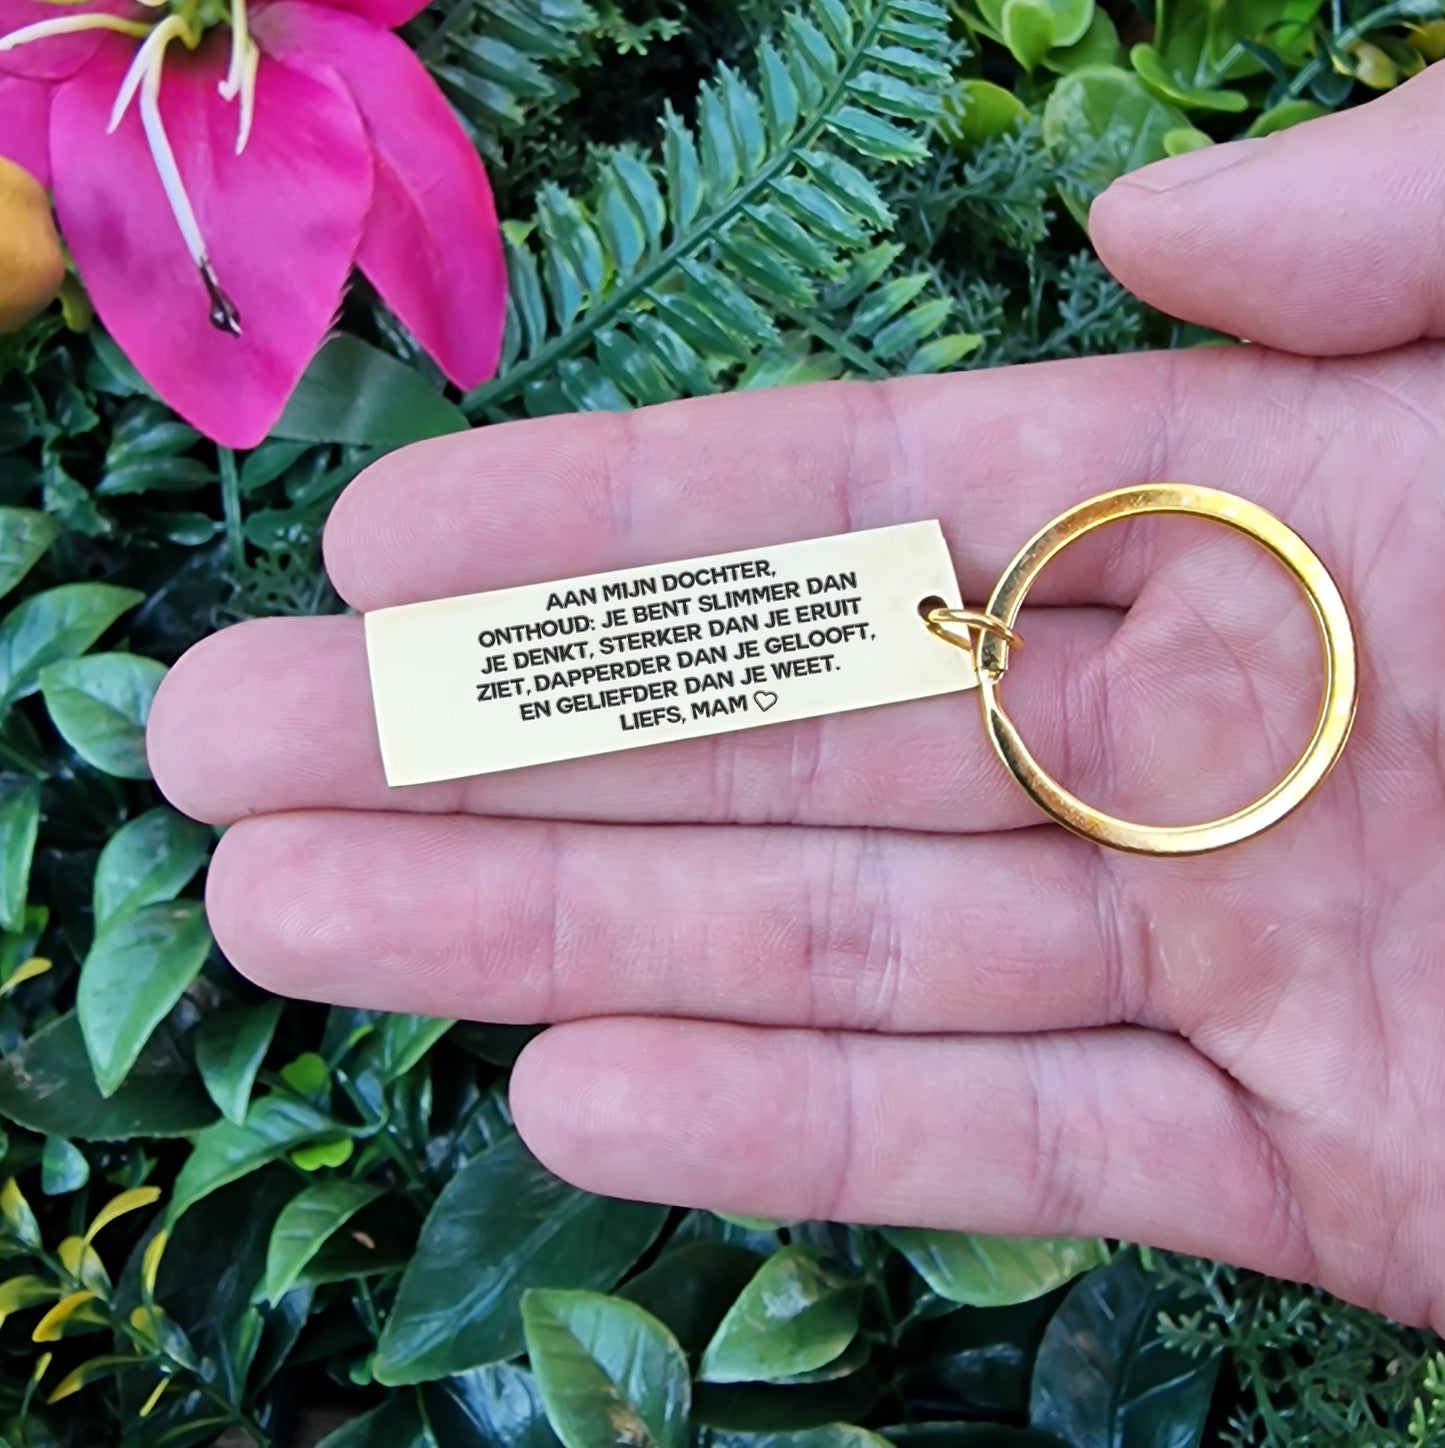 AAN MIJN DOCHTER,
ONTHOUD: JE BENT SLIMMER DAN
JE DENKT, STERKER DAN JE ERUIT
ZIET, DAPPERDER DAN JE GELOOFT,
EN GELIEFDER DAN JE WEET.
LIEFS, MAM ♡